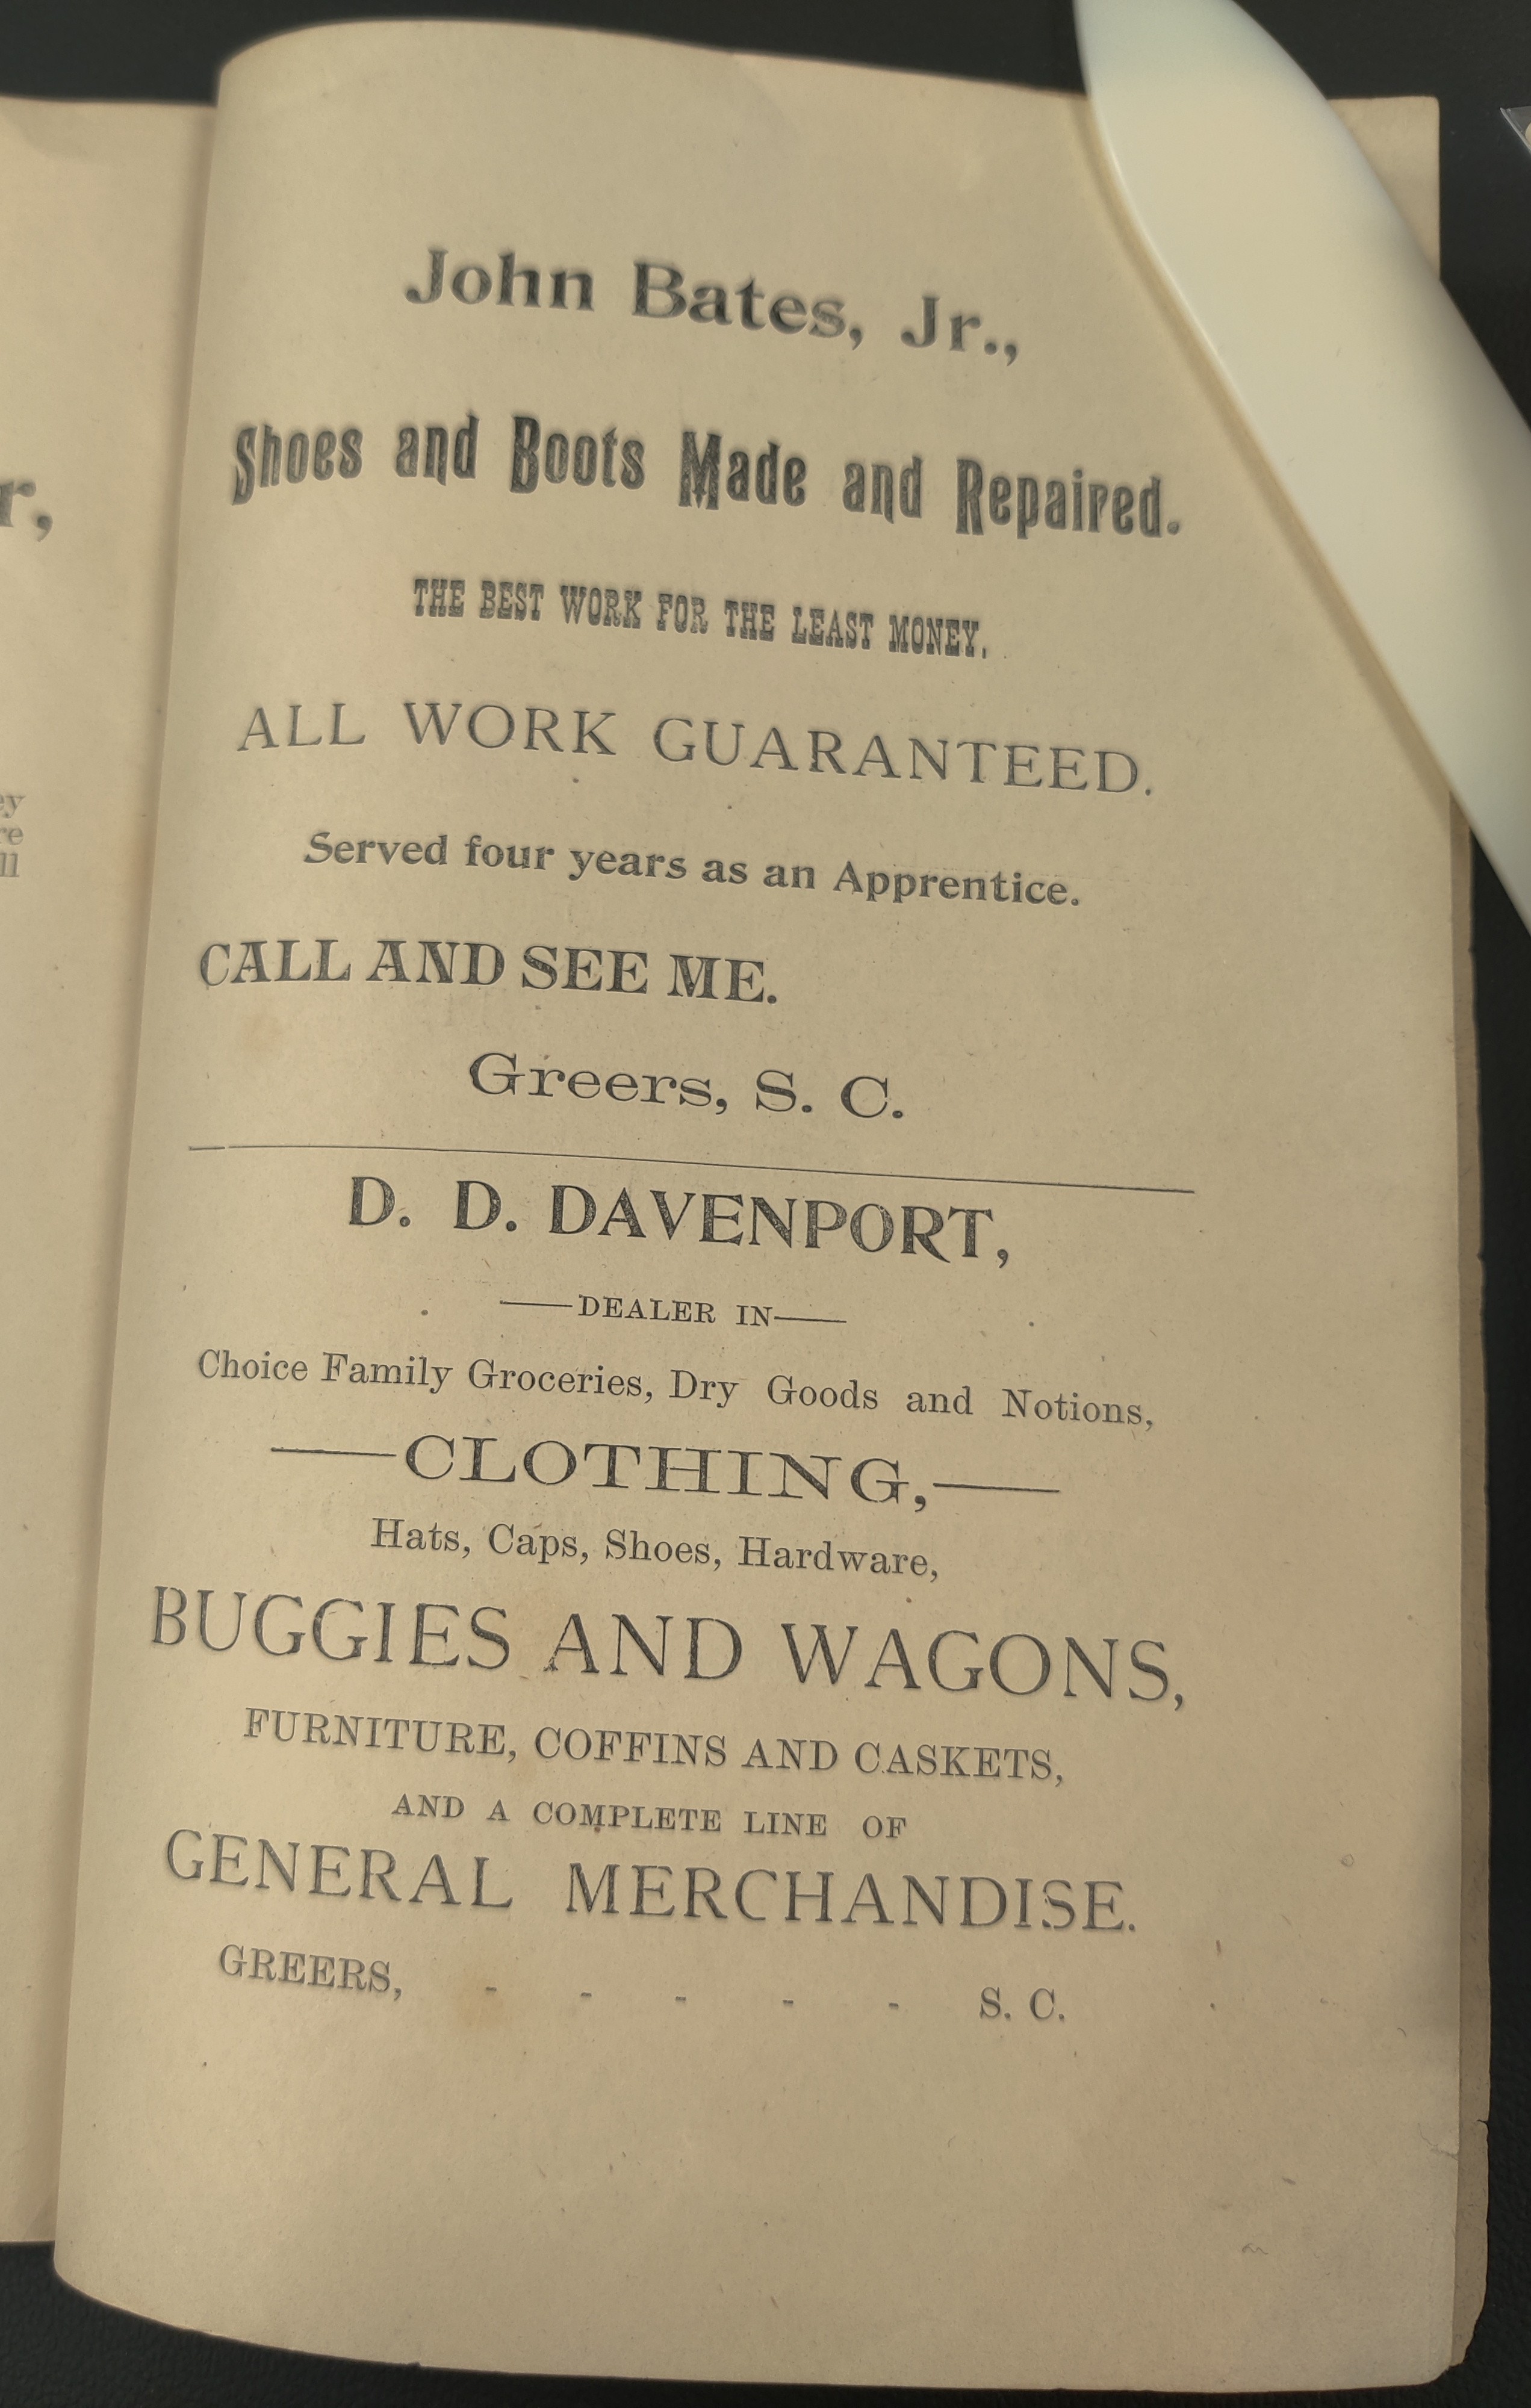 John Bates, Jr.,
Shoes and Boots Made and Repaired.
THE BEST WORK FOR THE LEAST MONEY.
ALL WORK GUARANTEED.
Served four years as an Apprentice.
CALL AND SEE ME.
Greers, S. C.
D. D. DAVENPORT,
——DEALER IN——
Choice Family Groceries, Dry Goods and Notions,
——CLOTHING,——
Hats, Caps, Shoes, Hardware,
BUGGIES AND WAGONS,
FURNITURE, COFFINS AND CASKETS,
AND A COMPLETE LINE OF
GENERAL MERCHANDISE.
GREERS, - - - - - S. C.